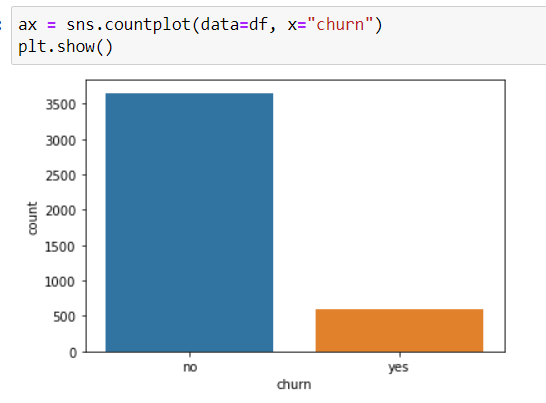 : ax = sns.countplot(data=df, x="churn")
plt.show()
3500
3000
2500
2000
1500
1000
500
0
count
no yes
churn